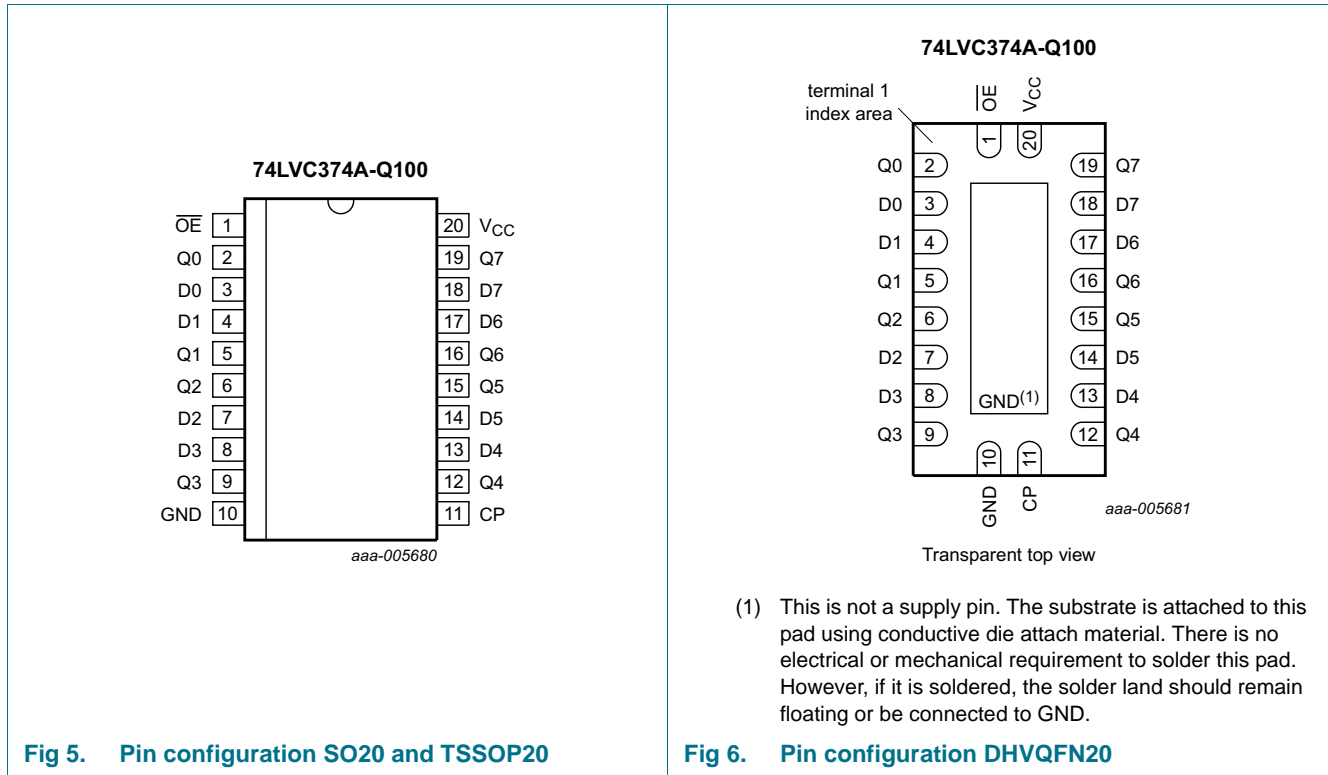 74LVC374A-Q100
OE 1
Q0 2
D0 3
D1 4
Q1 5
Q2 6
D2 7
D3 8
Q3 9
GND 10
20 VCC
19 Q7
18 D7
17 D6
16 Q6
15 Q5
14 D5
13 D4
12 Q4
11 CP
aaa-005680
Fig 5. Pin configuration SO20 and TSSOP20
74LVC374A-Q100
terminal 1
index area
OE
VCC
1
20
Q0 2
D0 3
D1 4
Q1 5
Q2 6
D2 7
D3 8
Q3 9
19 Q7
18 D7
17 D6
16 Q6
15 Q5
14 D5
13 D4
12 Q4
GND(1)
10
11
GND
CP
aaa-005681
Transparent top view
(1) This is not a supply pin. The substrate is attached to this
pad using conductive die attach material. There is no
electrical or mechanical requirement to solder this pad.
However, if it is soldered, the solder land should remain
floating or be connected to GND.
Fig 6. Pin configuration DHVQFN20